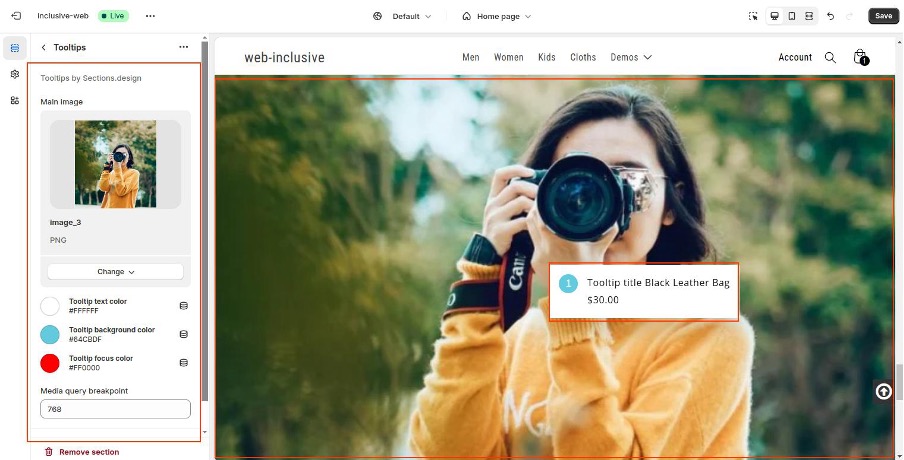 inclusive-web
Live
Default
Home page
Save
Tooltips
Tooltips by Sections.design
Main image
image_3
PNG
Change
Tooltip text color
#FFFFFF
Tooltip background color
#64CBDF
Tooltip focus color
#FF0000
Media query breakpoint
768
Remove section
web-inclusive
Men Women Kids Cloths Demos
Account
1
Can
1
Tooltip title Black Leather Bag
$30.00